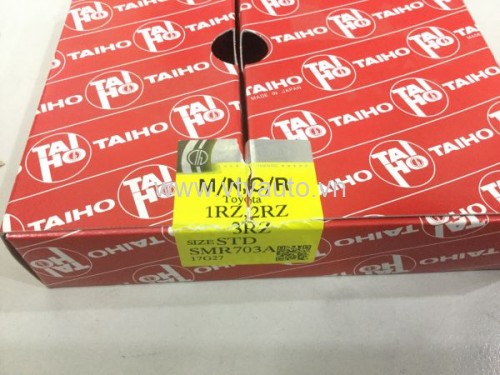 TAIHO
TAIHO
TAIHO
TAIHO
MADE IN JAPAN
TAIHO
TAIHO
TAIHO
TAIHO
M/N,C/R
Toyota
1RZ,2RZ
3RZ
SIZE:STD
SMR703A
17G27